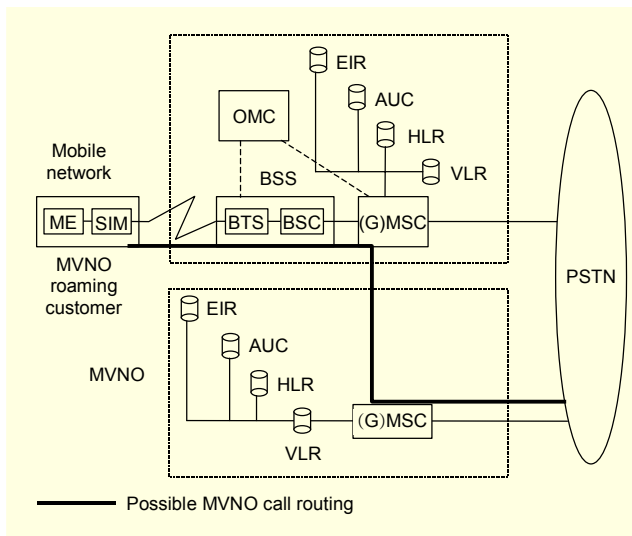 EIR
AUC
OMC
HLR
Mobile
network
BSS
VLR
ME
SIM
BTS
BSC
(G)MSC
MVNO
roaming
customer
PSTN
EIR
AUC
MVNO
HLR
(G)MSC
VLR
Possible MVNO call routing